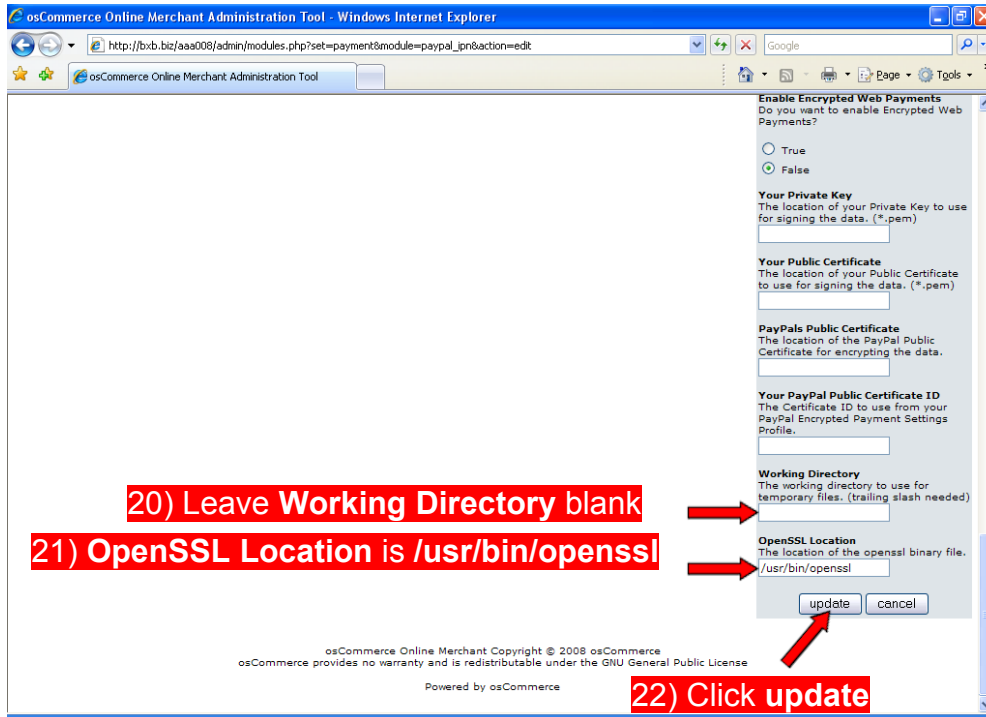 osCommerce Online Merchant Administration Tool - Windows Internet Explorer
http://bxb.biz/aaa008/admin/modules.php?set=payment&module=paypal_ipn&action=edit
Google
osCommerce Online Merchant Administration Tool
Page
Tools
Enable Encrypted Web Payments
Do you want to enable Encrypted Web
Payments?
True
False
Your Private Key
The location of your Private Key to use
for signing the data. (*.pem)
Your Public Certificate
The location of your Public Certificate
to use for signing the data. (*.pem)
PayPals Public Certificate
The location of the PayPal Public
Certificate for encrypting the data.
Your PayPal Public Certificate ID
The Certificate ID to use from your
PayPal Encrypted Payment Settings
Profile.
Working Directory
The working directory to use for
temporary files. (trailing slash needed)
20) Leave Working Directory blank
OpenSSL Location
The location of the openssl binary file.
/usr/bin/openssl
21) OpenSSL Location is /usr/bin/openssl
update cancel
osCommerce Online Merchant Copyright © 2008 osCommerce
osCommerce provides no warranty and is redistributable under the GNU General Public License
Powered by osCommerce
22) Click update